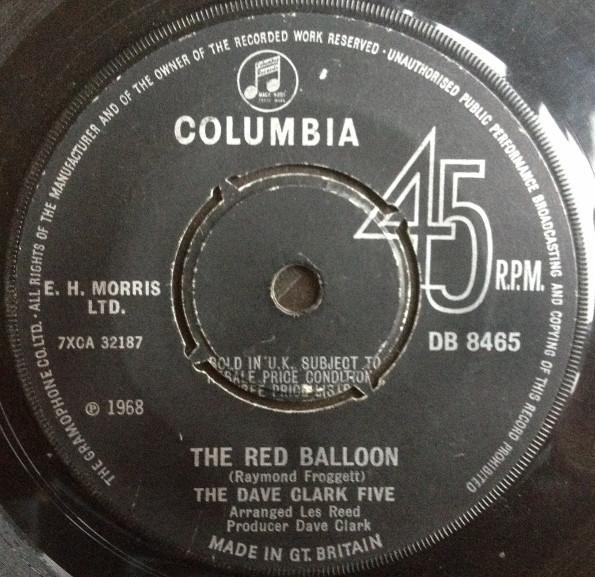 THE GRAMOPHONE CO. LTD. · ALL RIGHTS OF THE MANUFACTURER AND OF THE OWNER OF THE RECORDED WORK RESERVED · UNAUTHORISED PUBLIC PERFORMANCE BROADCASTING AND COPYING OF THIS RECORD PROHIBITED
COLUMBIA
45
R.P.M.
E. H. MORRIS
LTD.
7XCA 32187
DB 8465
SOLD IN U.K. SUBJECT TO
RESALE PRICE CONDITIONS
SEE PRICE LISTS
℗ 1968
THE RED BALLOON
(Raymond Froggett)
THE DAVE CLARK FIVE
Arranged Les Reed
Producer Dave Clark
MADE IN GT. BRITAIN